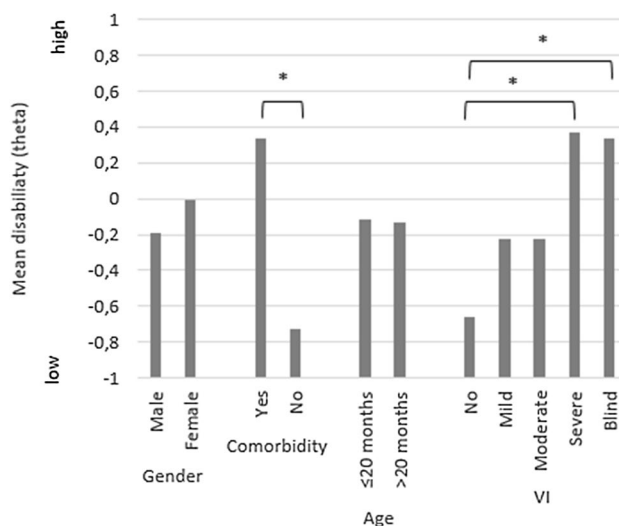 high
low
Mean disabiliaty (theta)
1
0,8
0,6
0,4
0,2
0
-0,2
-0,4
-0,6
-0,8
-1
*
*
*
Male
Female
Gender
Yes
No
Comorbidity
≤20 months
>20 months
Age
No
Mild
Moderate
Severe
Blind
VI